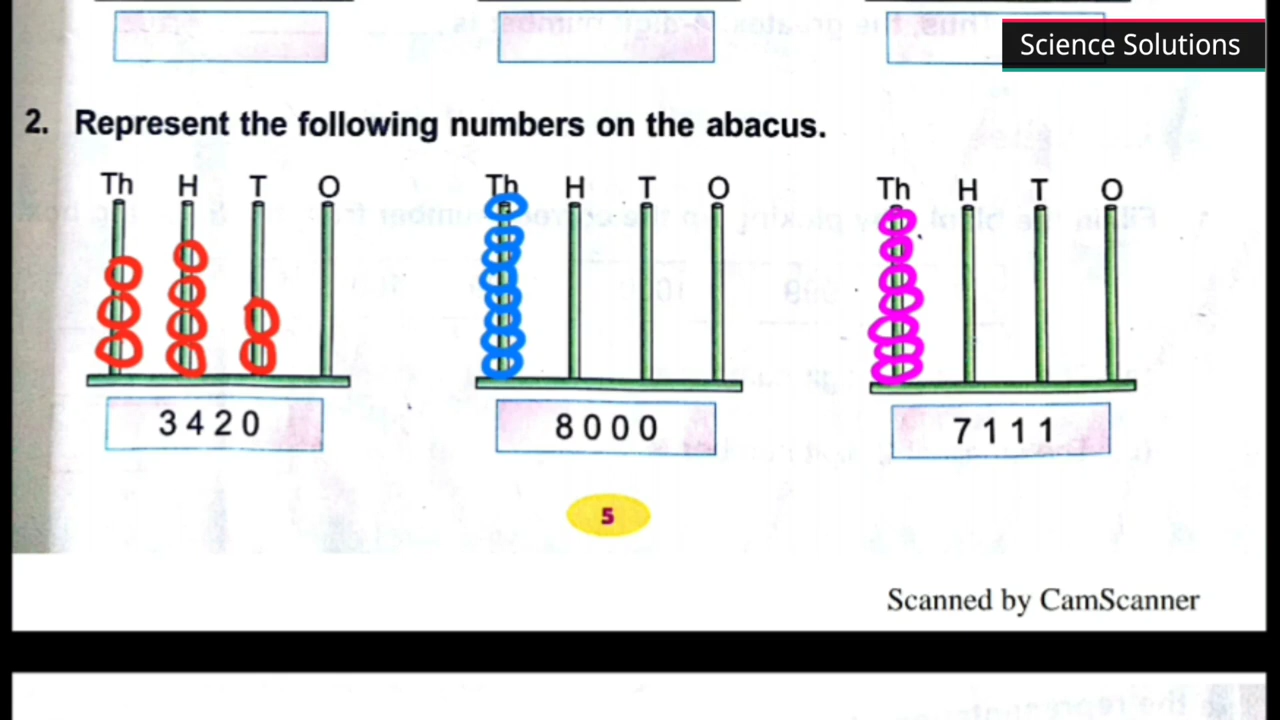 Science Solutions
2. Represent the following numbers on the abacus.
Th H T O Th H T O Th H T O
3420 8000 7111
5
Scanned by CamScanner